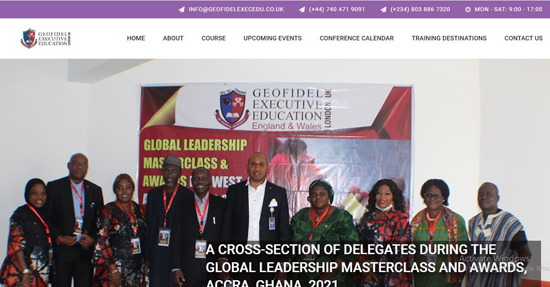 INFO@GEOFIDELEXECEDU.CO.UK (+44) 740 471 9091 (+234) 803 886 7320 MON - SAT: 9:00 - 17:00
GEOFIDEL
EXECUTIVE
EDUCATION
HOME ABOUT COURSE UPCOMING EVENTS CONFERENCE CALENDAR TRAINING DESTINATIONS CONTACT US
GEOFIDEL
EXECUTIVE
EDUCATION
England & Wales
LONDON, UK
GLOBAL LEADERSHIP
MASTERCLASS &
AWARDS
WEST
A CROSS-SECTION OF DELEGATES DURING THE
GLOBAL LEADERSHIP MASTERCLASS AND AWARDS,
ACCRA, GHANA, 2021
Activate Windows